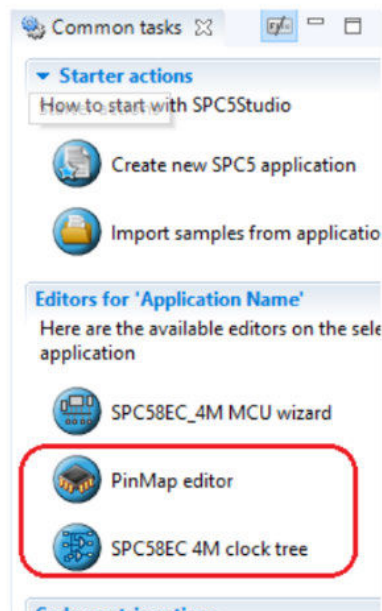 Common tasks
Starter actions
How to start with SPC5Studio
Create new SPC5 application
Import samples from applicatio
Editors for 'Application Name'
Here are the available editors on the sele
application
SPC58EC_4M MCU wizard
PinMap editor
SPC58EC 4M clock tree